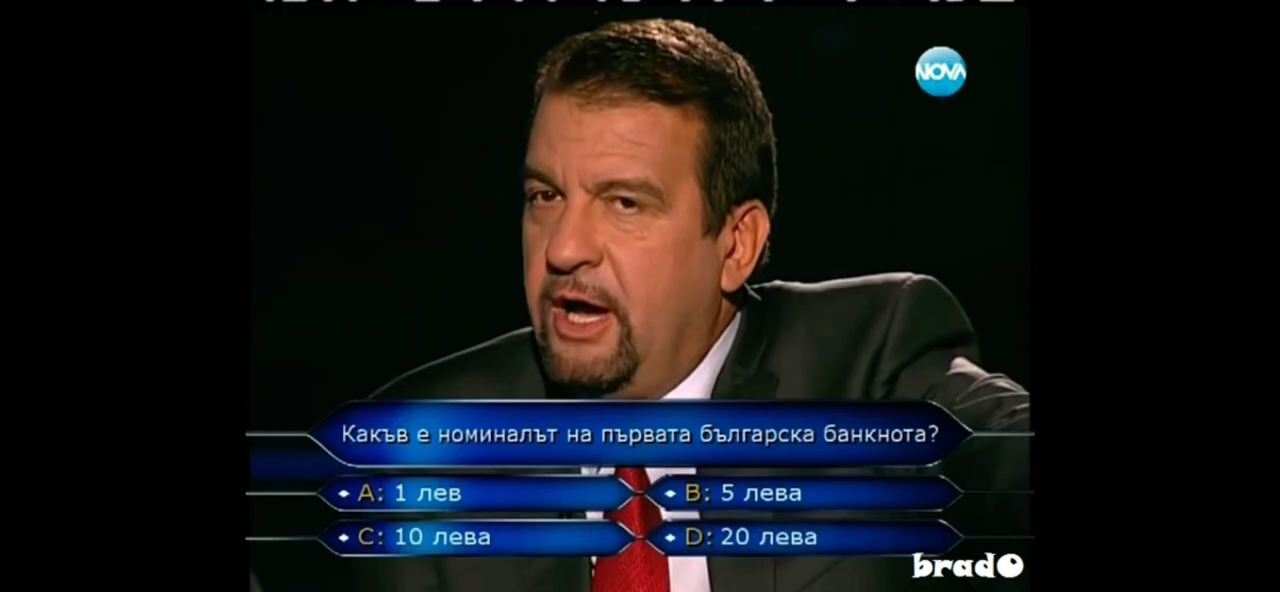 NOVA
Какъв е номиналът на първата българска банкнота?
A: 1 лев
B: 5 лева
C: 10 лева
D: 20 лева
bradO